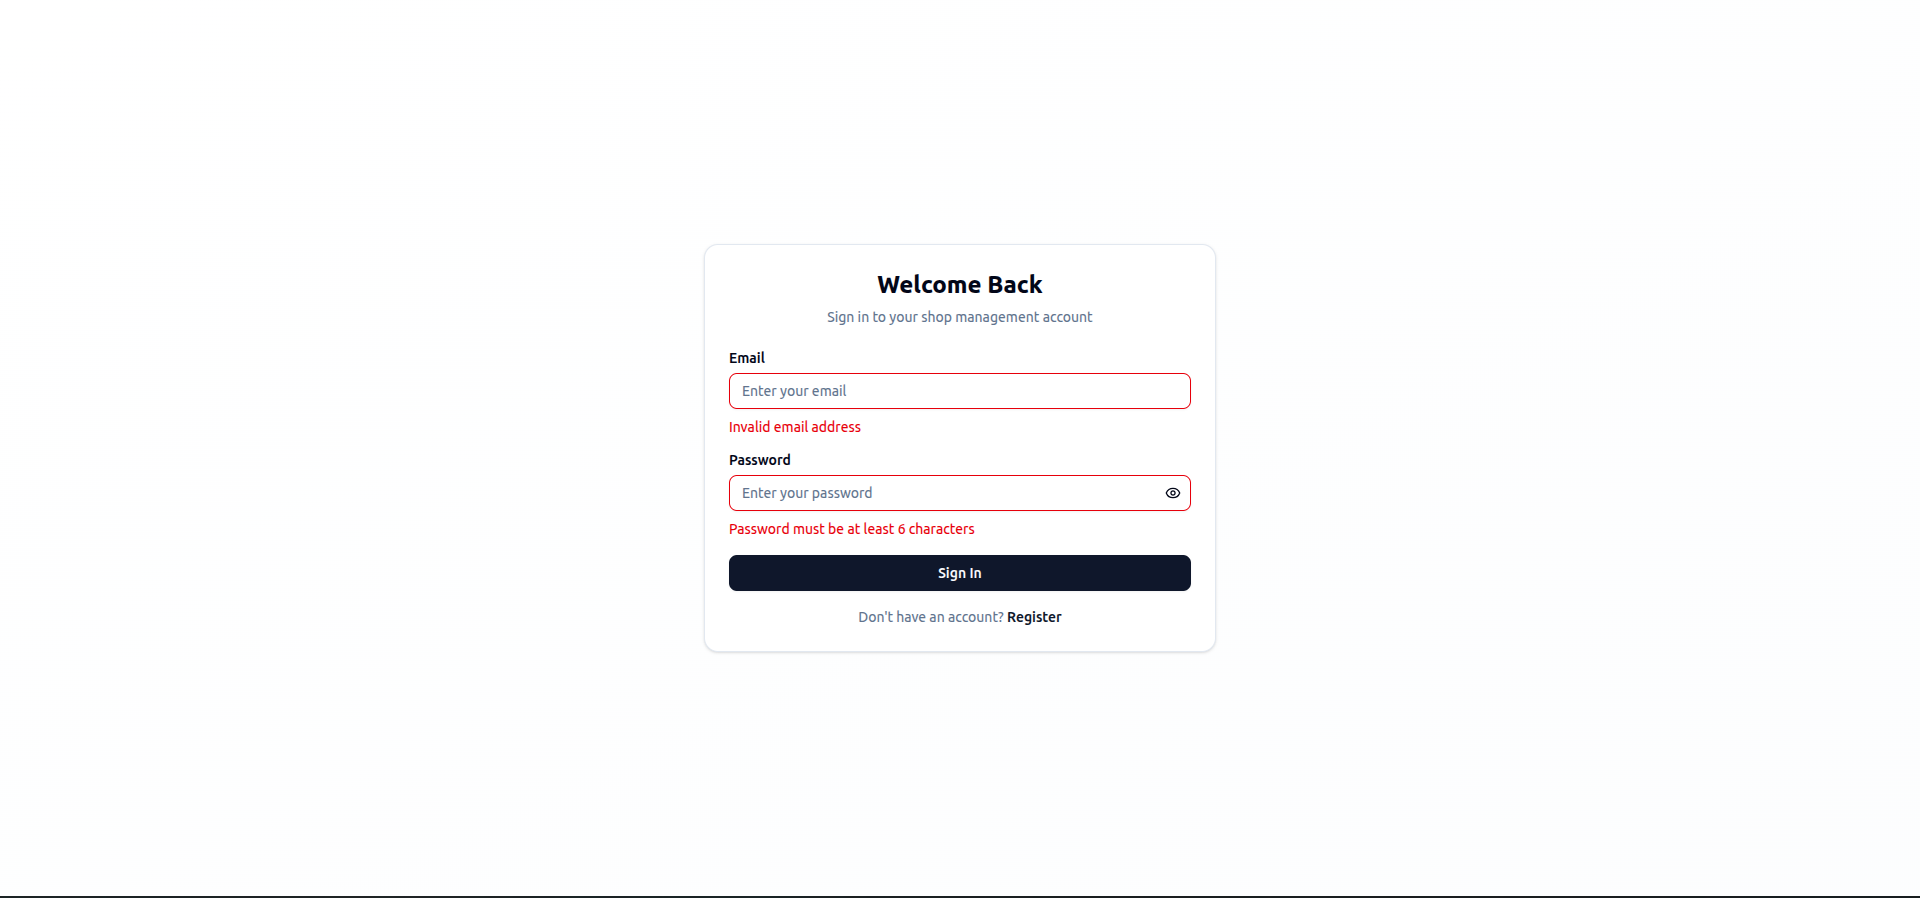 Welcome Back
Sign in to your shop management account
Email
Enter your email
Invalid email address
Password
Enter your password
Password must be at least 6 characters
Sign In
Don't have an account? Register